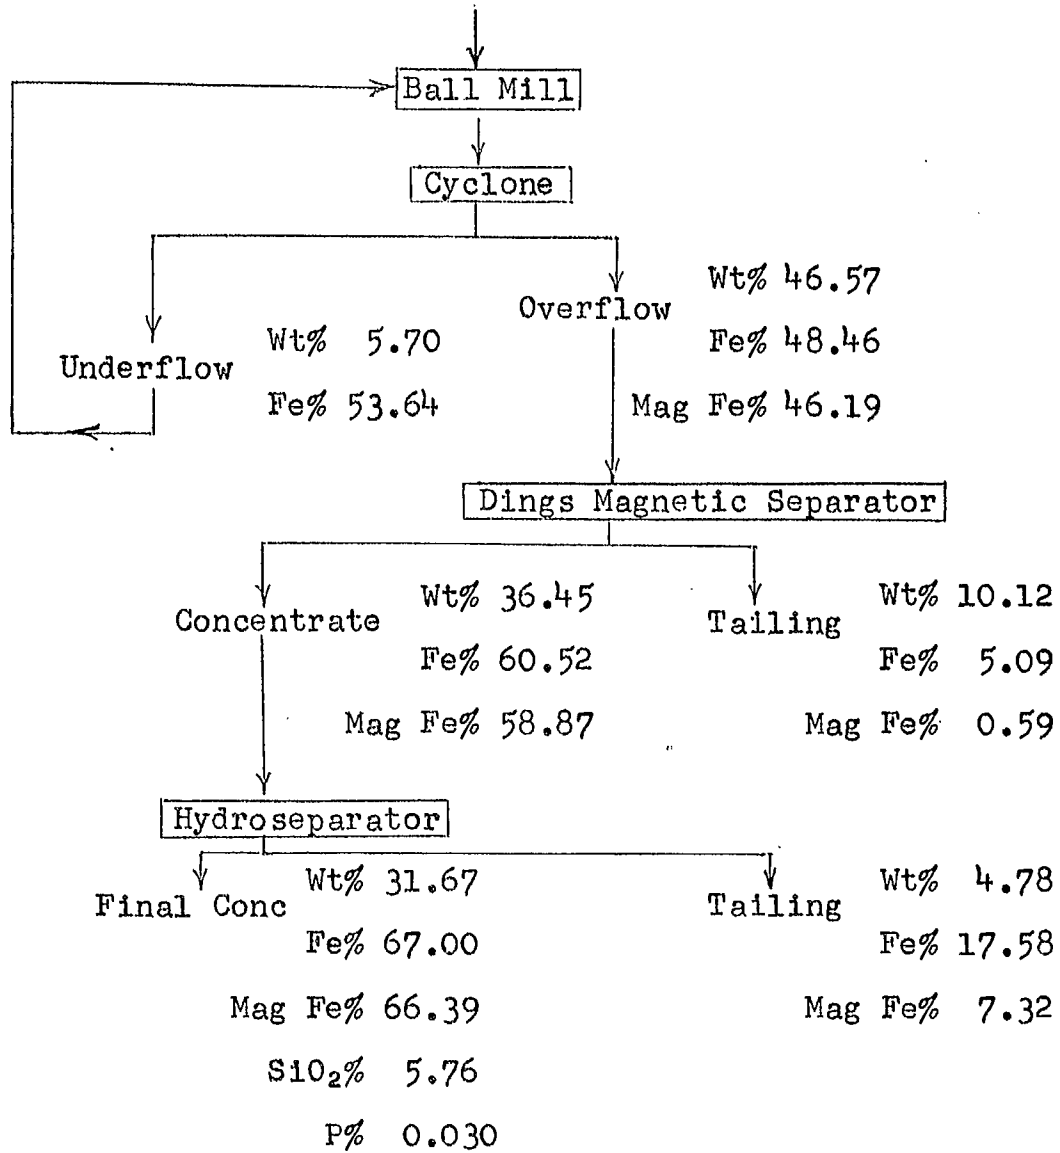 Ball Mill
Cyclone
Wt% 46.57
Overflow
Fe% 48.46
Mag Fe% 46.19
Wt% 5.70
Underflow
Fe% 53.64
Dings Magnetic Separator
Wt% 36.45
Concentrate
Fe% 60.52
Mag Fe% 58.87
Wt% 10.12
Tailing
Fe% 5.09
Mag Fe% 0.59
Hydroseparator
Wt% 31.67
Final Conc
Fe% 67.00
Mag Fe% 66.39
SiO₂% 5.76
P% 0.030
Wt% 4.78
Tailing
Fe% 17.58
Mag Fe% 7.32